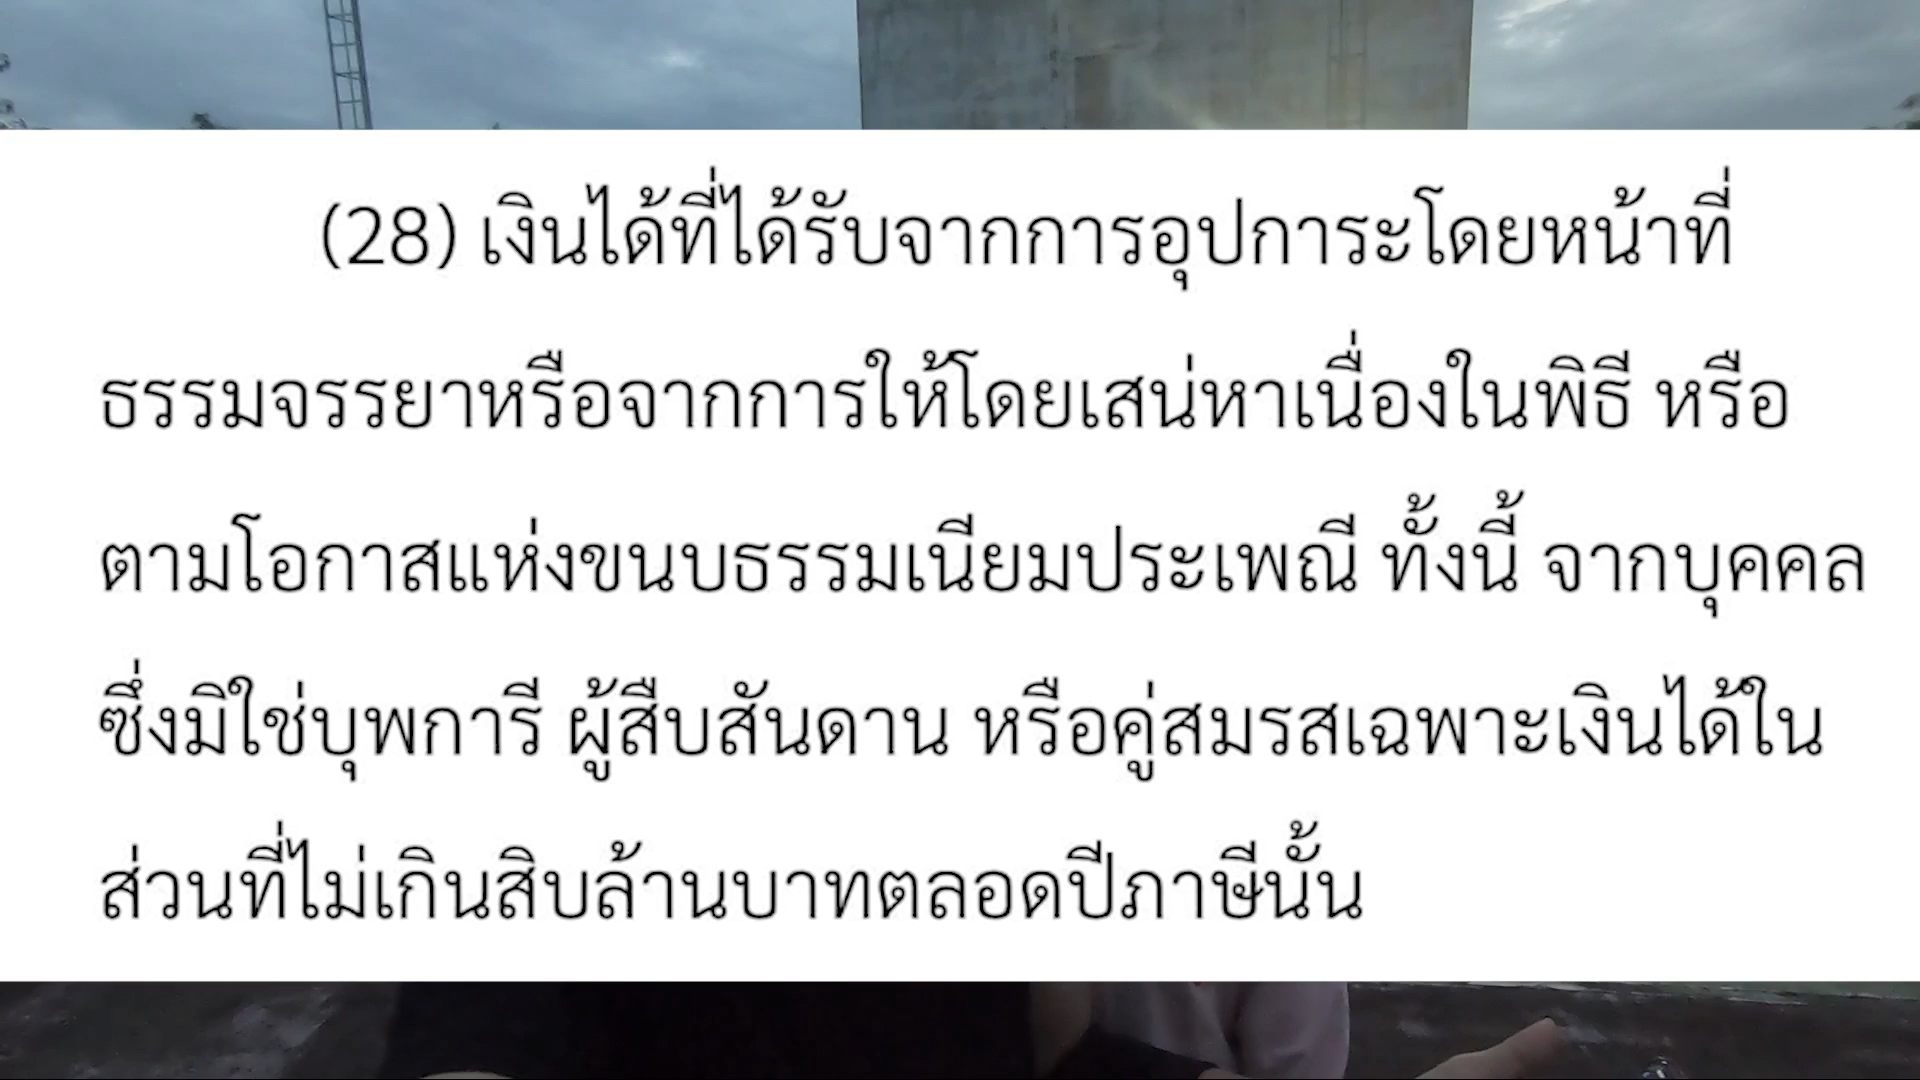 (28) เงินได้ที่ได้รับจากการอุปการะโดยหน้าที่
ธรรมจรรยาหรือจากการให้โดยเสน่หาเนื่องในพิธี หรือ
ตามโอกาสแห่งขนบธรรมเนียมประเพณี ทั้งนี้ จากบุคคล
ซึ่งมิใช่บุพการี ผู้สืบสันดาน หรือคู่สมรสเฉพาะเงินได้ใน
ส่วนที่ไม่เกินสิบล้านบาทตลอดปีภาษีนั้น